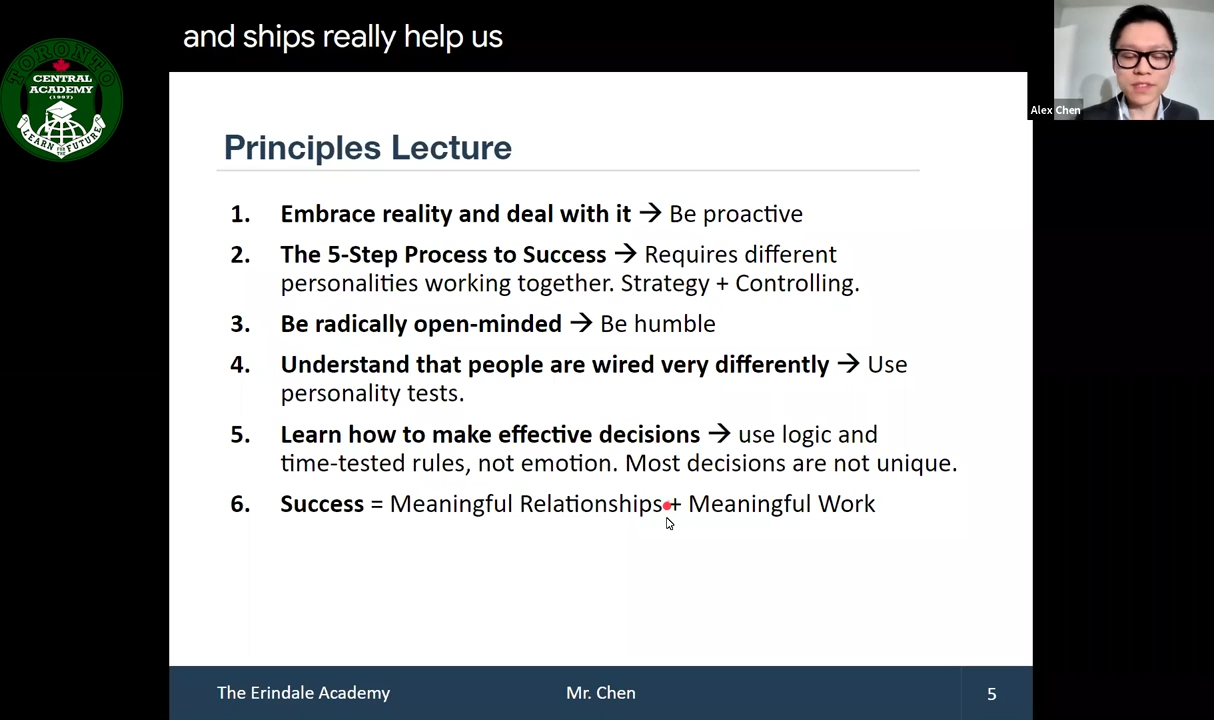 and ships really help us
TORONTO
CENTRAL
ACADEMY
(1997)
LEARN FOR THE FUTURE
Alex Chen
Principles Lecture
1. Embrace reality and deal with it → Be proactive
2. The 5-Step Process to Success → Requires different
personalities working together. Strategy + Controlling.
3. Be radically open-minded → Be humble
4. Understand that people are wired very differently → Use
personality tests.
5. Learn how to make effective decisions → use logic and
time-tested rules, not emotion. Most decisions are not unique.
6. Success = Meaningful Relationships + Meaningful Work
The Erindale Academy
Mr. Chen
5